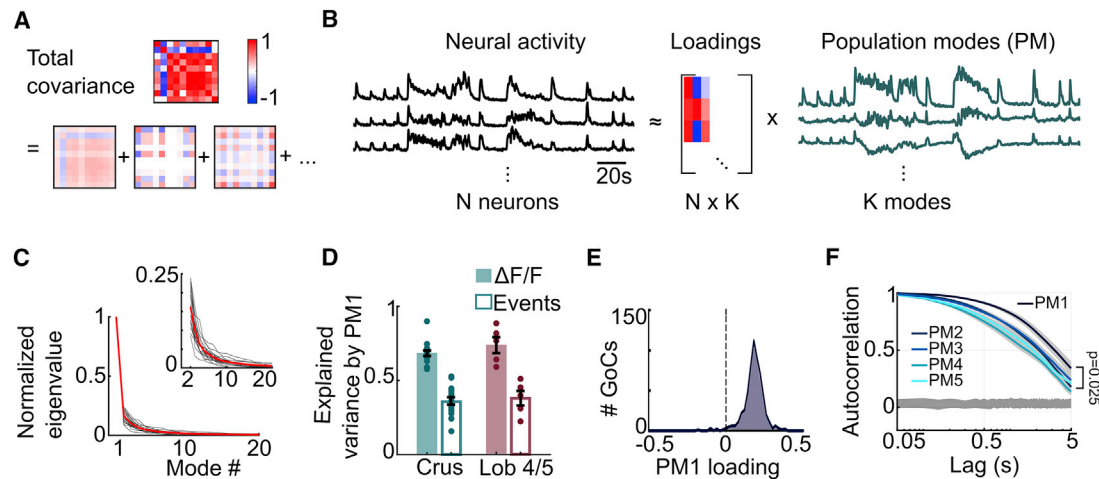 A
Total
covariance
1
-1
=
+
+
+ ...
B
Neural activity
Loadings
Population modes (PM)
≈
x
20s
N neurons
N x K
K modes
C
Normalized
eigenvalue
1
0
0.25
0
2
10
20
1
10
20
Mode #
D
ΔF/F
Events
Explained
variance by PM1
1
0.5
0
Crus
Lob 4/5
E
# GoCs
150
0
-0.5
0
0.5
PM1 loading
F
Autocorrelation
1
0.5
0
PM1
PM2
PM3
PM4
PM5
p=0.025
0.05
0.5
5
Lag (s)